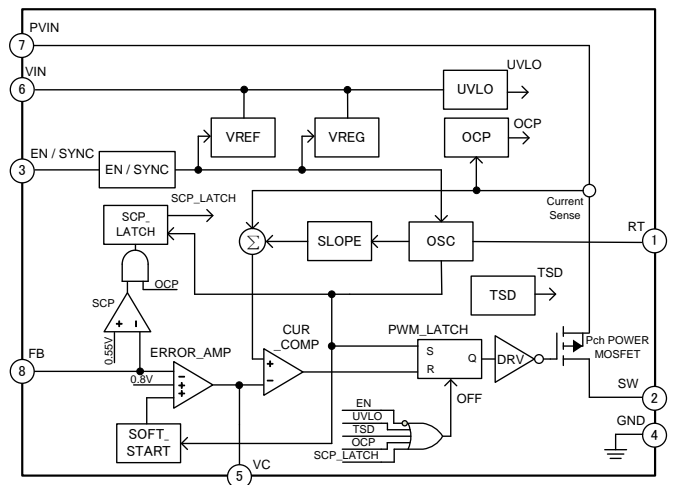 PVIN
7
VIN
6
UVLO
UVLO
VREF
VREG
OCP
OCP
EN / SYNC
3
EN / SYNC
SCP_LATCH
Current
Sense
SCP_
LATCH
Σ
SLOPE
OSC
RT
1
OCP
TSD
TSD
SCP
+ −
0.55V
CUR
_COMP
PWM_LATCH
Pch POWER
MOSFET
FB
8
ERROR_AMP
0.8V
−
+
+
+
−
S
R
Q
DRV
SW
2
OFF
EN
UVLO
TSD
OCP
SCP_LATCH
GND
4
SOFT_
START
VC
5